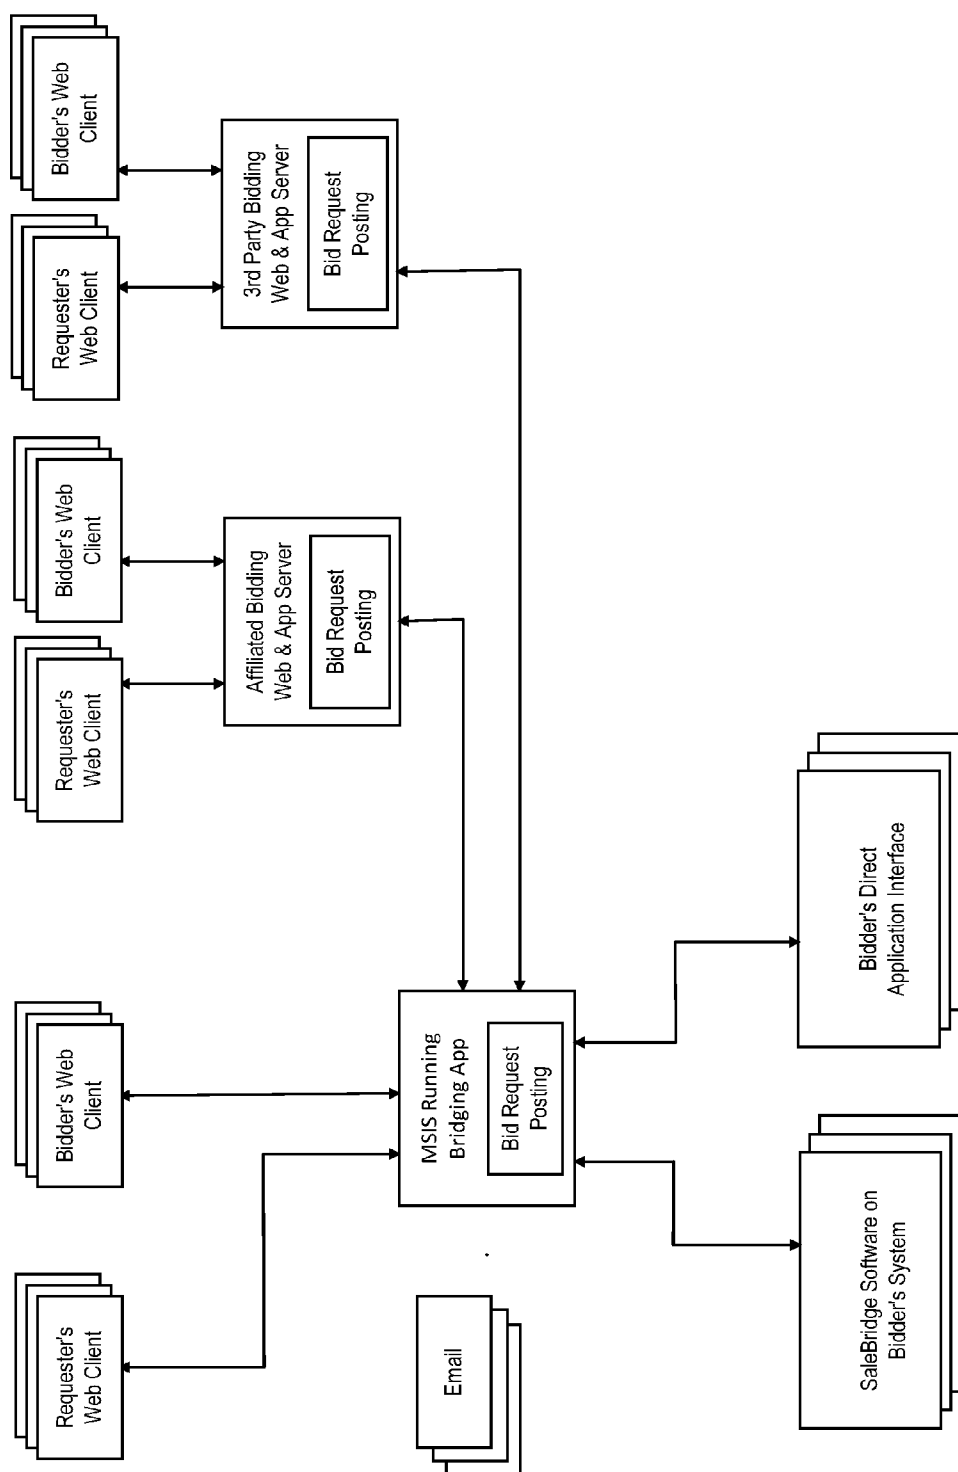 Requester's
Web Client
Bidder's Web
Client
Requester's
Web Client
Bidder's Web
Client
Requester's
Web Client
Bidder's Web
Client
Affiliated Bidding
Web & App Server
Bid Request
Posting
3rd Party Bidding
Web & App Server
Bid Request
Posting
Email
MSIS Running
Bridging App
Bid Request
Posting
SaleBridge Software on
Bidder's System
Bidder's Direct
Application Interface